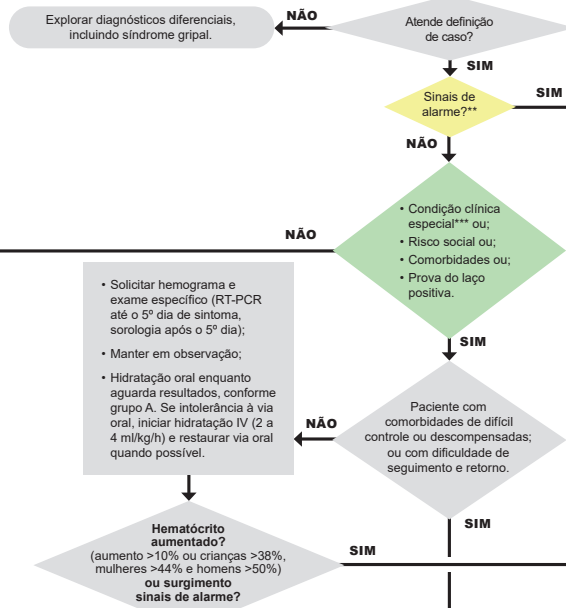 Explorar diagnósticos diferenciais,
incluindo síndrome gripal.
NÃO
Atende definição
de caso?
SIM
Sinais de
alarme?**
SIM
NÃO
• Condição clínica
especial*** ou;
• Risco social ou;
• Comorbidades ou;
• Prova do laço
positiva.
NÃO
SIM
• Solicitar hemograma e
exame específico (RT-PCR
até o 5º dia de sintoma,
sorologia após o 5º dia);
• Manter em observação;
• Hidratação oral enquanto
aguarda resultados, conforme
grupo A. Se intolerância à via
oral, iniciar hidratação IV (2 a
4 ml/kg/h) e restaurar via oral
quando possível.
NÃO
Paciente com
comorbidades de difícil
controle ou descompensadas;
ou com dificuldade de
seguimento e retorno.
SIM
Hematócrito
aumentado?
(aumento >10% ou crianças >38%,
mulheres >44% e homens >50%)
ou surgimento
sinais de alarme?
SIM